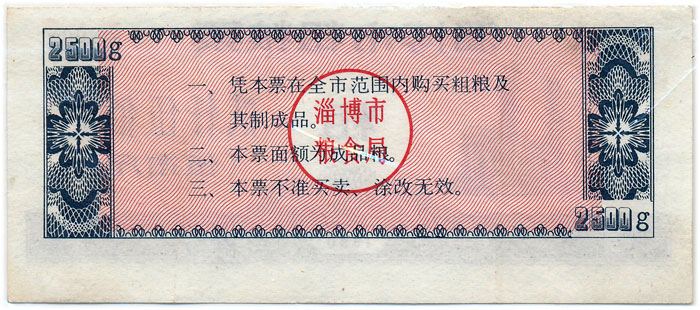 2500g
一、凭本票在全市范围内购买粗粮及
其制成品。
淄博市
粮食局
二、本票面额为成品粮。
三、本票不准买卖、涂改无效。
2500g